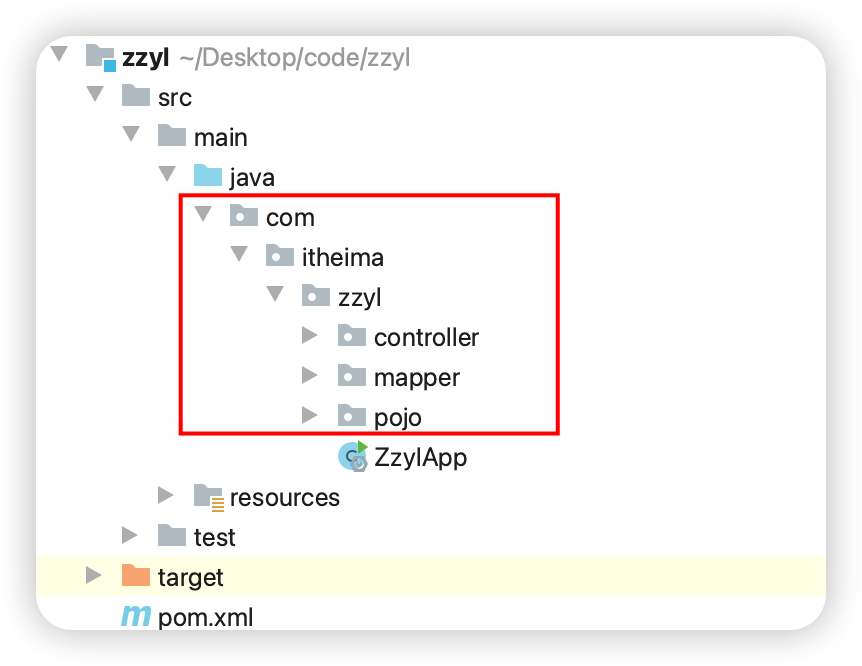 zzyl ~/Desktop/code/zzyl
src
main
java
com
itheima
zzyl
controller
mapper
pojo
ZzylApp
resources
test
target
pom.xml